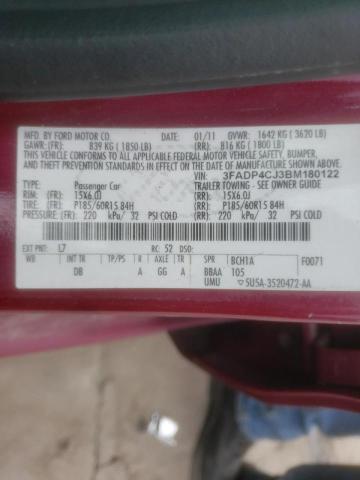 MFD. BY FORD MOTOR CO.
DATE: 01/11 GVWR: 1642 KG ( 3620 LB)
GAWR: (FR): 839 KG ( 1850 LB) (RR): 816 KG ( 1800 LB)
THIS VEHICLE CONFORMS TO ALL APPLICABLE FEDERAL MOTOR
VEHICLE SAFETY, BUMPER, AND THEFT PREVENTION STANDARDS IN
EFFECT ON THE DATE OF MANUFACTURE SHOWN ABOVE.
VIN: 3FADP4CJ3BM180122
TYPE: Passenger Car TRAILER TOWING - SEE OWNER GUIDE
RIMS: (FR): 15X6.0J (RR): 15X6.0J
TIRE: (FR): P185/60R15 84H (RR): P185/60R15 84H
PRESSURE: (FR): 220 kPa/ 32 PSI COLD (RR): 220 kPa/ 32 PSI COLD
EXT PNT: L7 RC: 52 DSO:
WB INT TR TP/PS R AXLE TR
DB A GG A
BCH1A F0071
BBAA 105
UMU ▽5U5A-3520472-AA